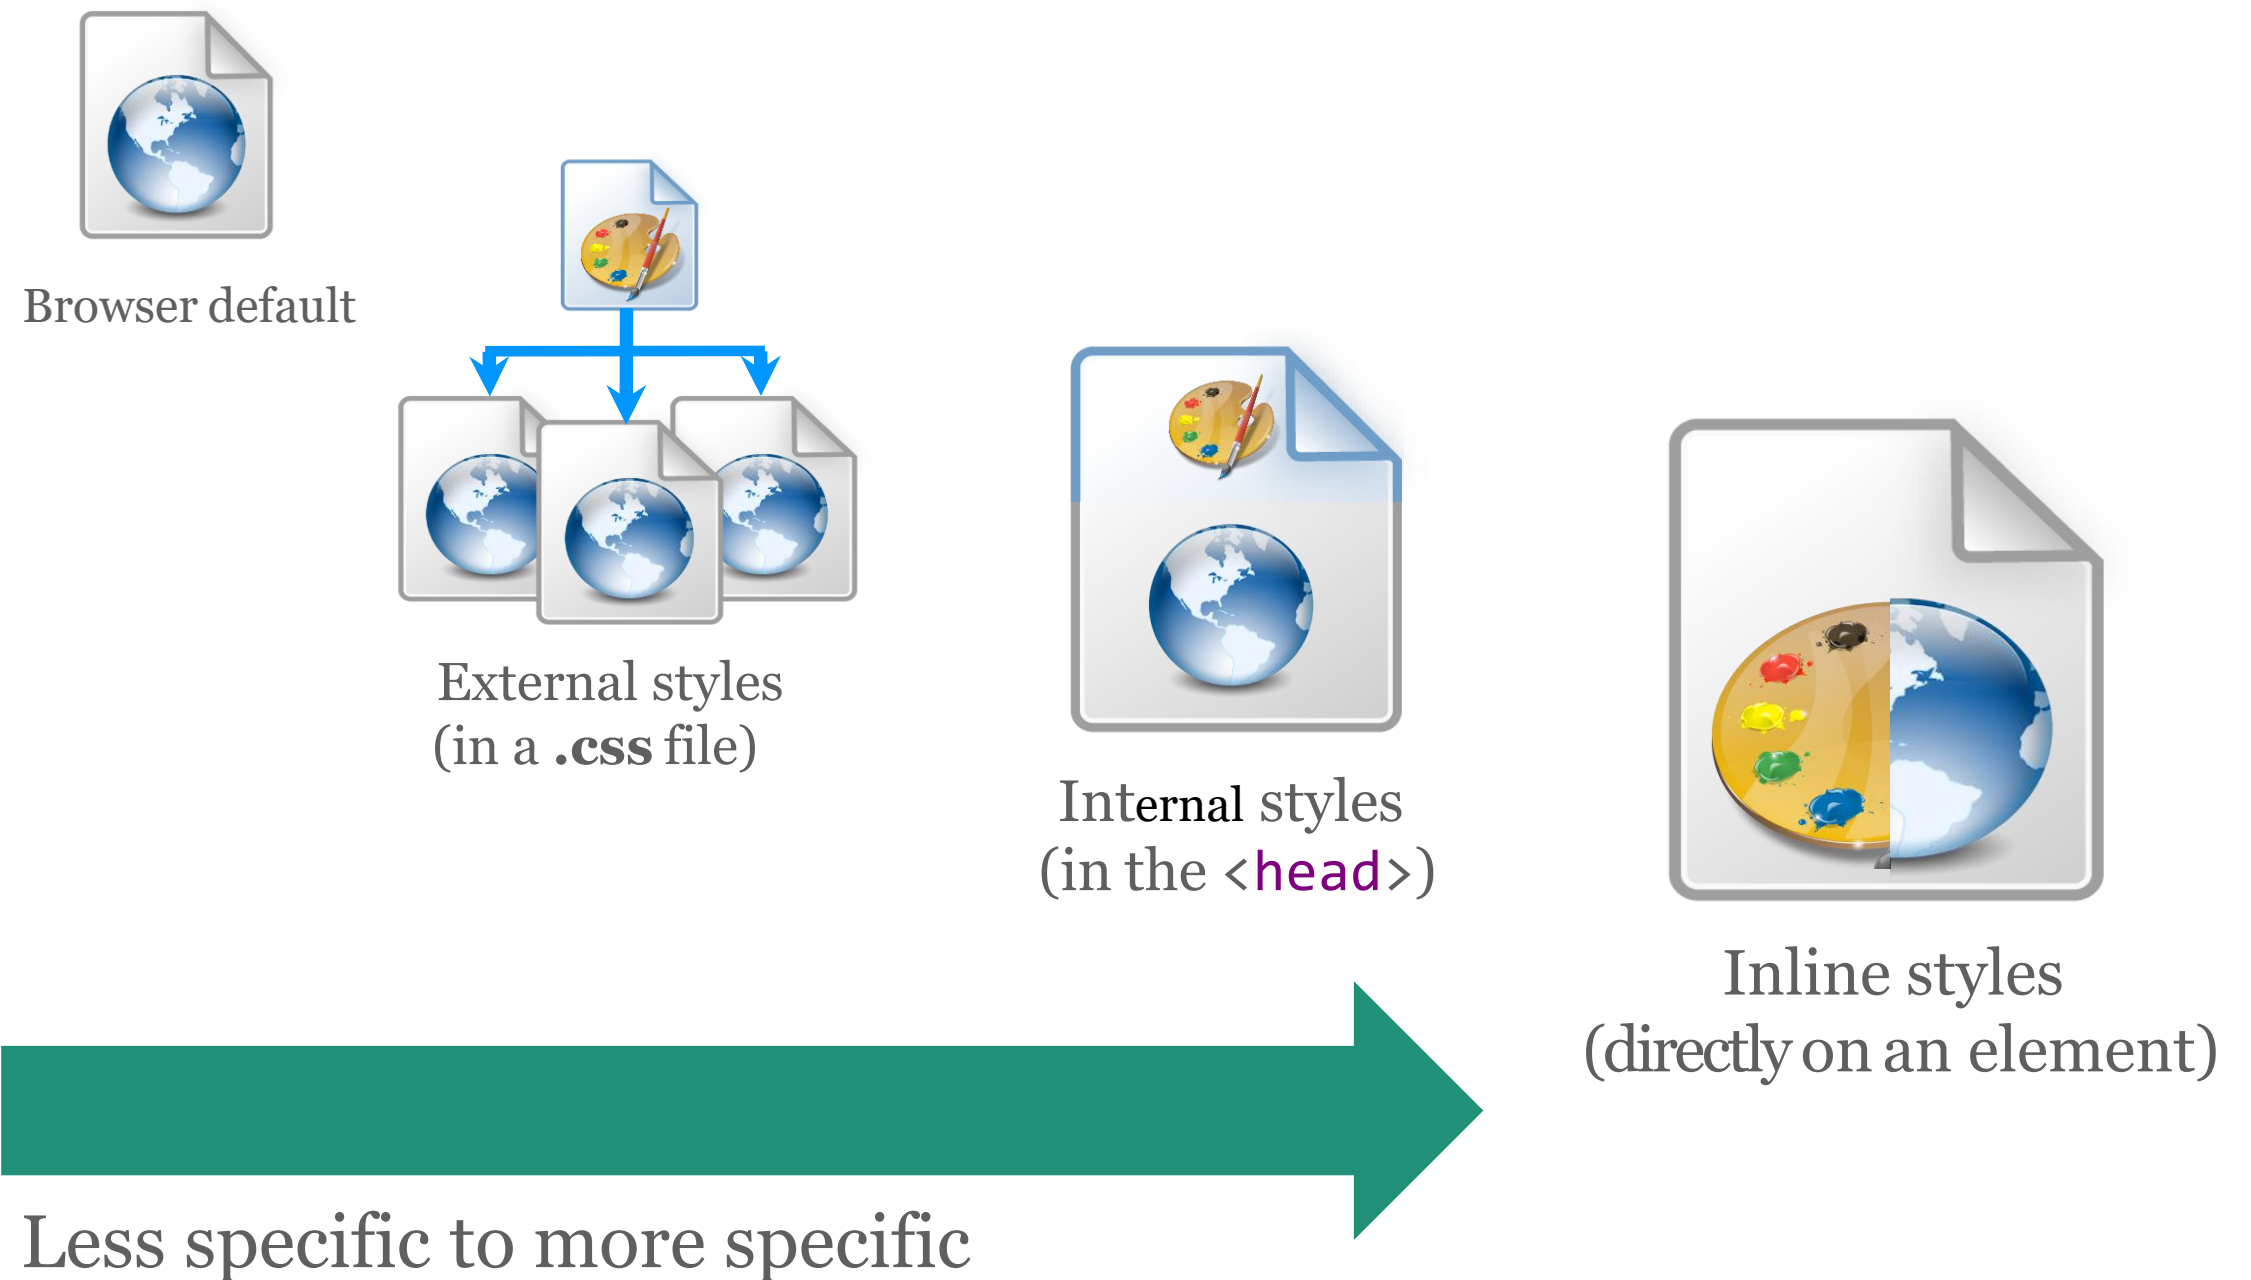 Browser default
External styles
(in a .css file)
Internal styles
(in the <head>)
Inline styles
(directly on an element)
Less specific to more specific